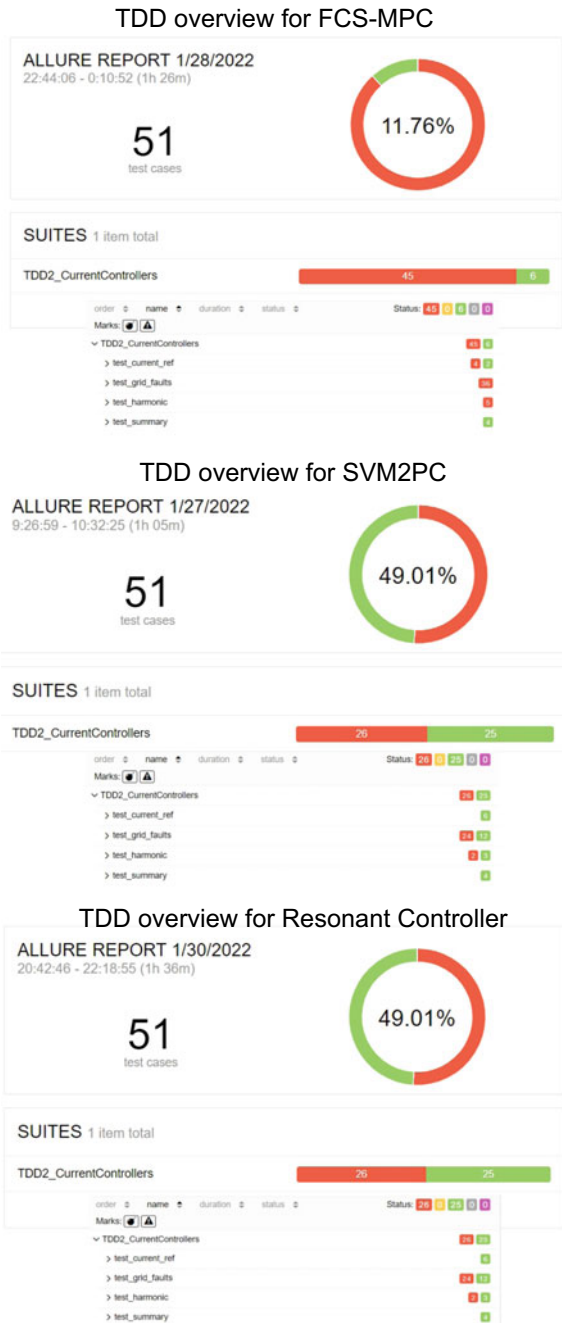 TDD overview for FCS-MPC
ALLURE REPORT 1/28/2022
22:44:06 - 0:10:52 (1h 26m)
11.76%
51
test cases
SUITES 1 item total
TDD2_CurrentControllers 45 6
order name duration status Status: 45 0 6 0 0
Marks:
TDD2_CurrentControllers 45 6
test_current_ref 4 2
test_grid_faults 36
test_harmonic 5
test_summary 4
TDD overview for SVM2PC
ALLURE REPORT 1/27/2022
9:26:59 - 10:32:25 (1h 05m)
49.01%
51
test cases
SUITES 1 item total
TDD2_CurrentControllers 26 25
order name duration status Status: 26 0 25 0 0
Marks:
TDD2_CurrentControllers 26 25
test_current_ref 6
test_grid_faults 24 12
test_harmonic 2 3
test_summary 4
TDD overview for Resonant Controller
ALLURE REPORT 1/30/2022
20:42:46 - 22:18:55 (1h 36m)
49.01%
51
test cases
SUITES 1 item total
TDD2_CurrentControllers 26 25
order name duration status Status: 26 0 25 0 0
Marks:
TDD2_CurrentControllers 26 25
test_current_ref 6
test_grid_faults 24 12
test_harmonic 2 3
test_summary 4